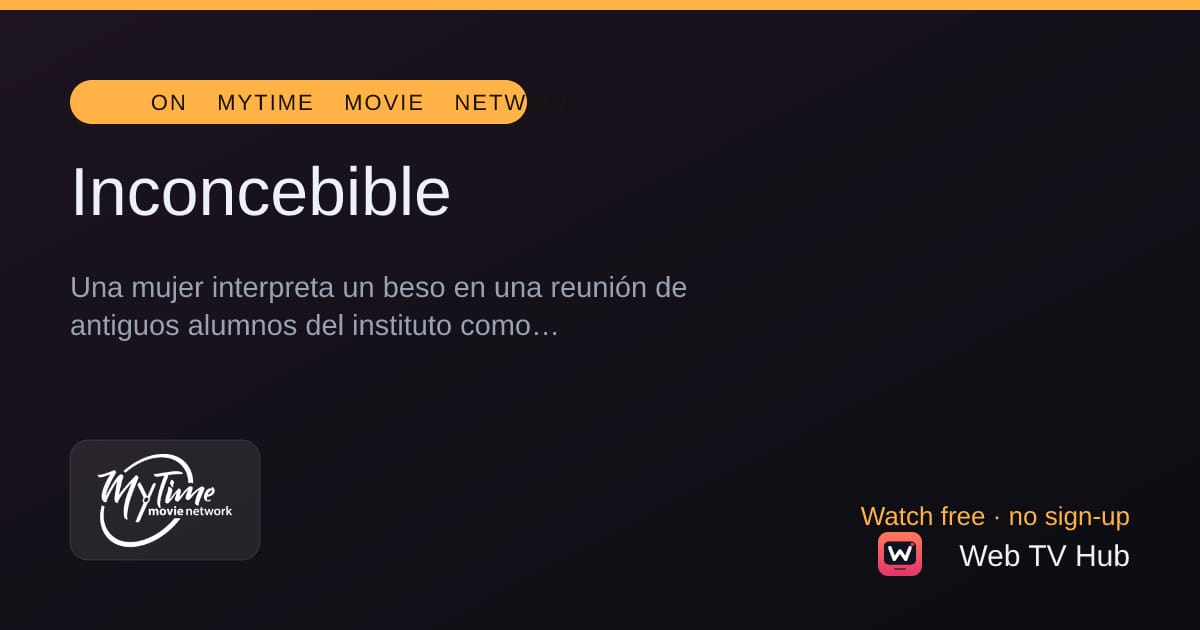 ON MYTIME MOVIE NETWORK
Inconcebible
Una mujer interpreta un beso en una reunión de
antiguos alumnos del instituto como…
MyTime
movie network
Watch free · no sign-up
W
Web TV Hub